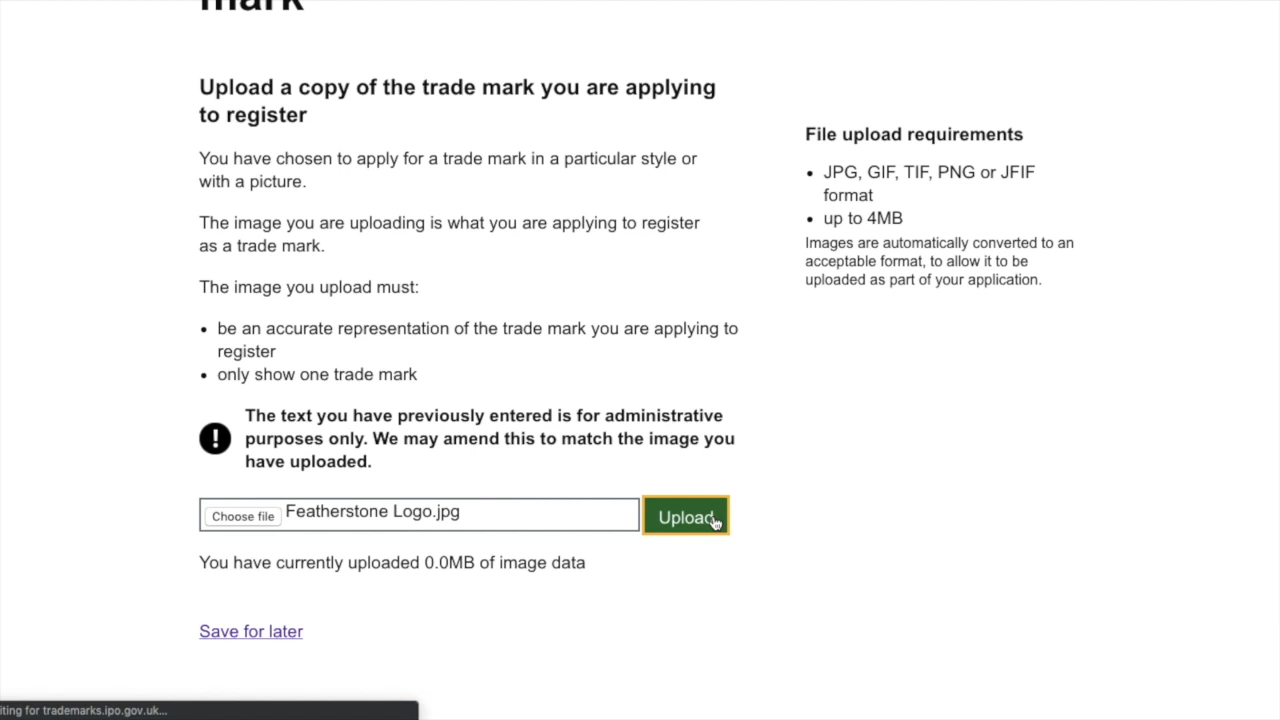 mark
Upload a copy of the trade mark you are applying
to register
You have chosen to apply for a trade mark in a particular style or
with a picture.
The image you are uploading is what you are applying to register
as a trade mark.
The image you upload must:
be an accurate representation of the trade mark you are applying to
register
only show one trade mark
! The text you have previously entered is for administrative
purposes only. We may amend this to match the image you
have uploaded.
Choose file Featherstone Logo.jpg Upload
You have currently uploaded 0.0MB of image data
Save for later
File upload requirements
JPG, GIF, TIF, PNG or JFIF
format
up to 4MB
Images are automatically converted to an
acceptable format, to allow it to be
uploaded as part of your application.
iting for trademarks.ipo.gov.uk...